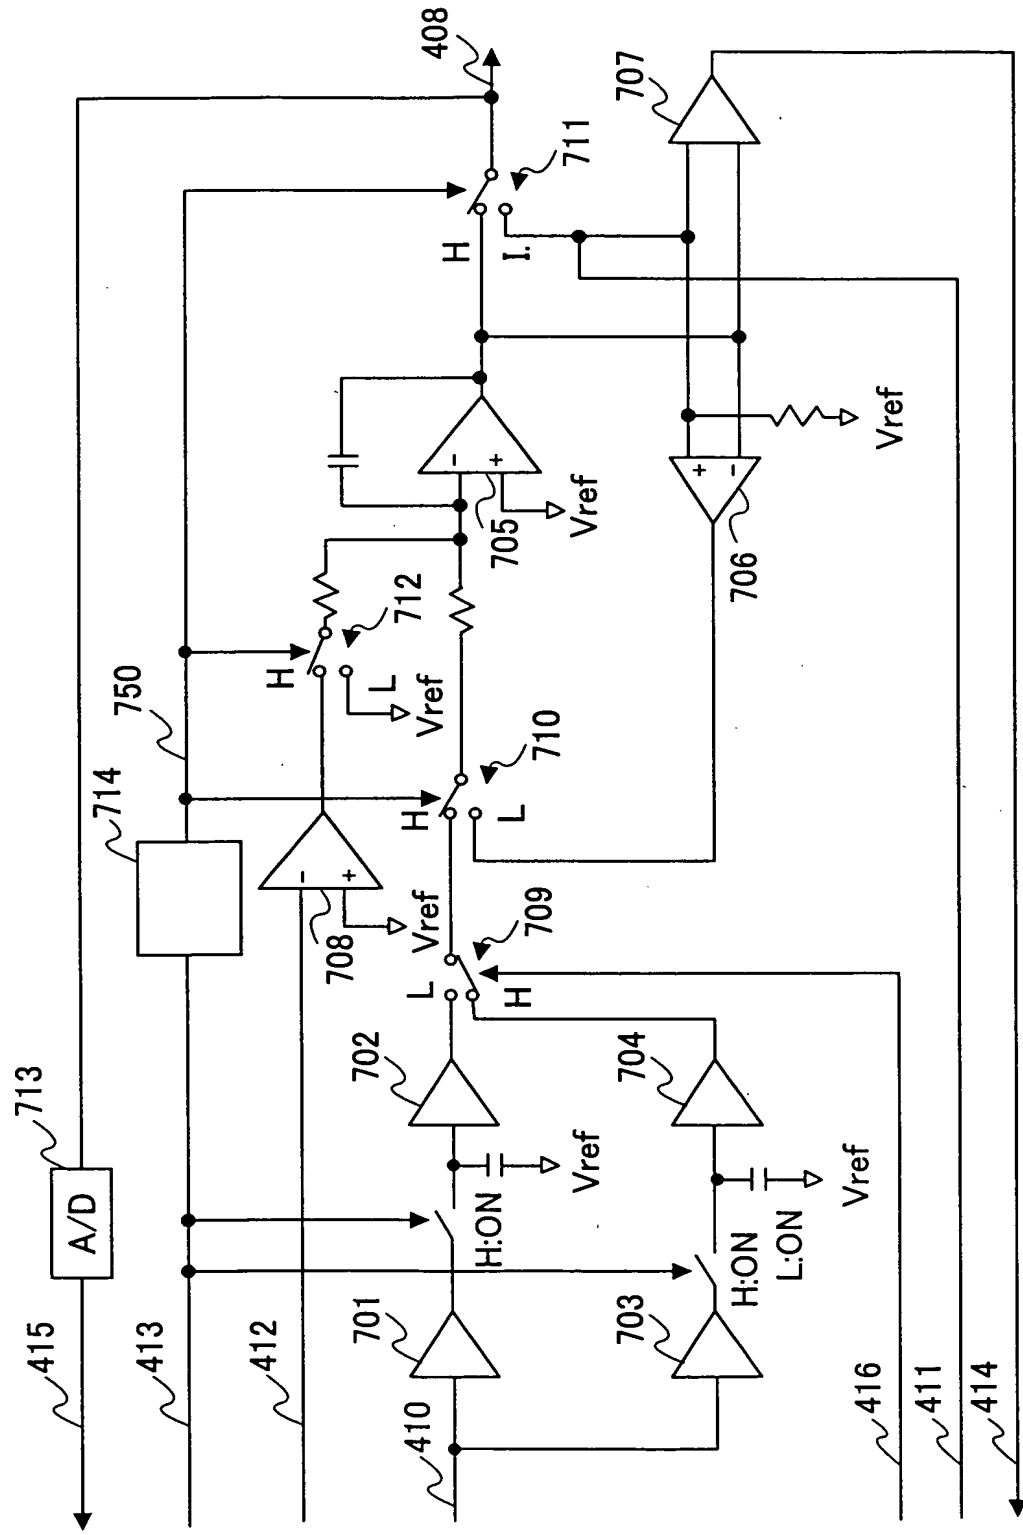 408
707
711
H
I.
Vref
706
705
-
+
Vref
+
-
712
H
L
Vref
750
714
710
H
L
708
-
+
Vref
709
L
H
702
704
713
A/D
Vref
Vref
H:ON
H:ON
L:ON
701
703
415
413
412
410
416
411
414